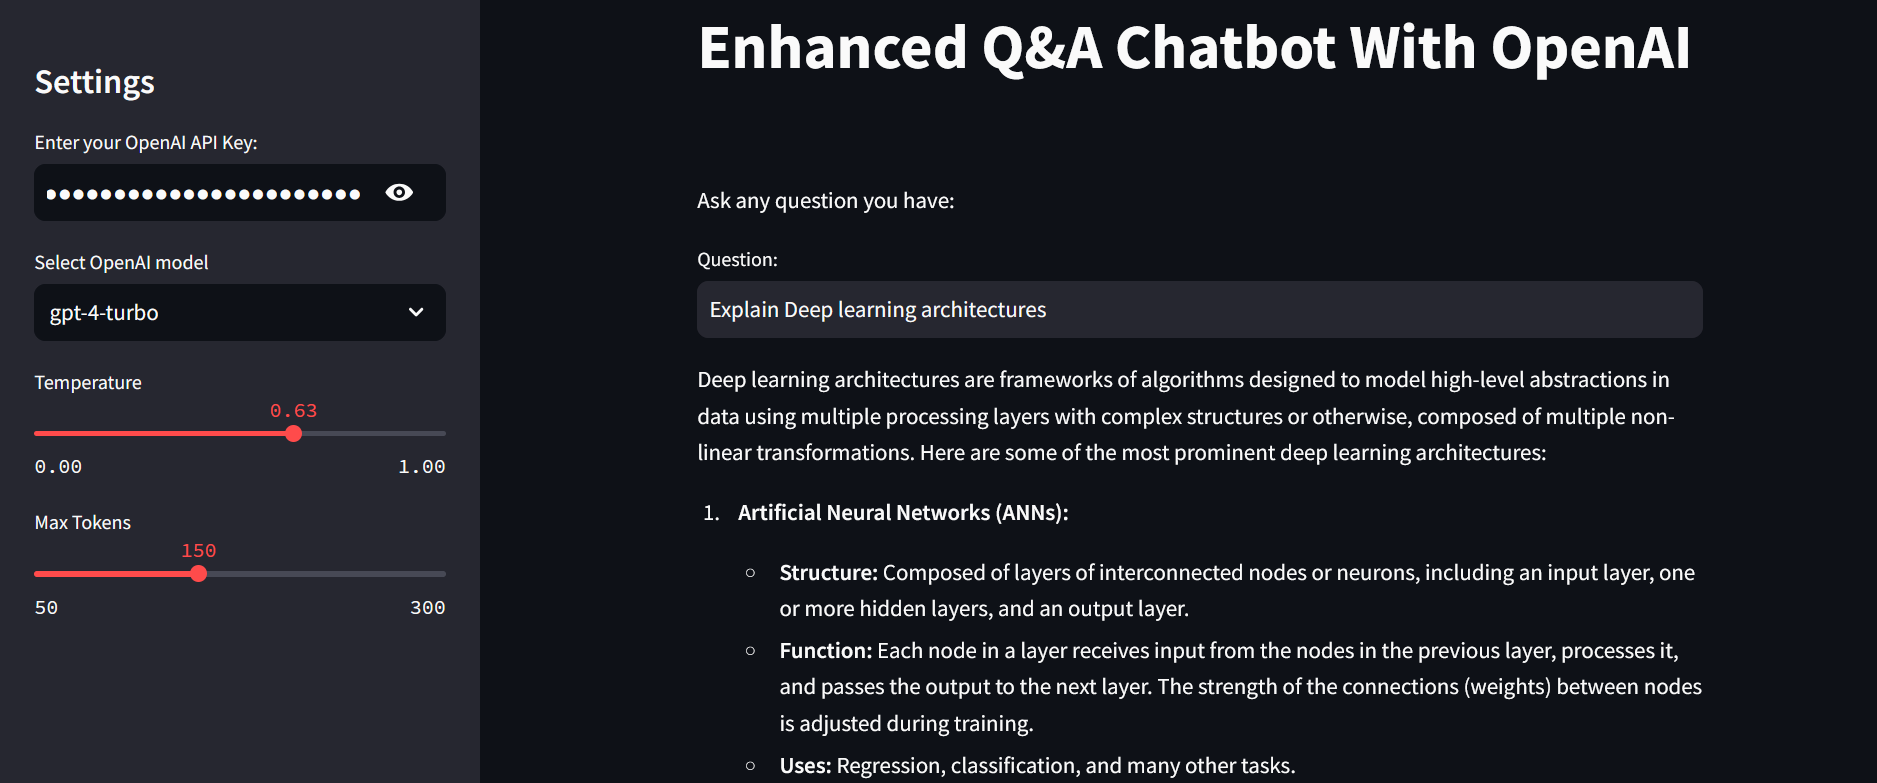 Settings
Enter your OpenAI API Key:
Select OpenAI model
gpt-4-turbo
Temperature
0.63
0.00 1.00
Max Tokens
150
50 300
Enhanced Q&A Chatbot With OpenAI
Ask any question you have:
Question:
Explain Deep learning architectures
Deep learning architectures are frameworks of algorithms designed to model high-level abstractions in
data using multiple processing layers with complex structures or otherwise, composed of multiple non-
linear transformations. Here are some of the most prominent deep learning architectures:
1. Artificial Neural Networks (ANNs):
Structure: Composed of layers of interconnected nodes or neurons, including an input layer, one
or more hidden layers, and an output layer.
Function: Each node in a layer receives input from the nodes in the previous layer, processes it,
and passes the output to the next layer. The strength of the connections (weights) between nodes
is adjusted during training.
Uses: Regression, classification, and many other tasks.